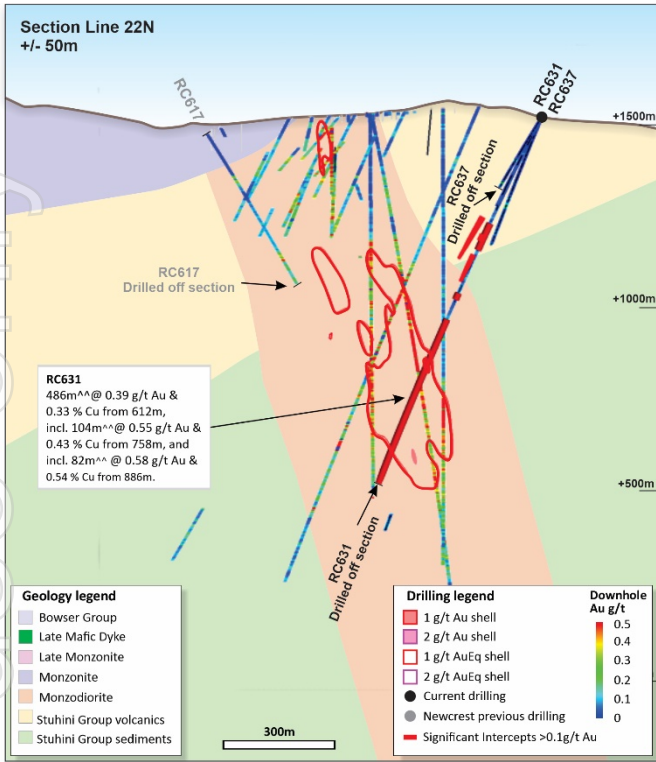 Section Line 22N
+/- 50m
RC617
RC631
RC637
+1500m
RC637
Drilled off section
RC617
Drilled off section
+1000m
RC631
486m^^@ 0.39 g/t Au &
0.33 % Cu from 612m,
incl. 104m^^@ 0.55 g/t Au &
0.43 % Cu from 758m, and
incl. 82m^^ @ 0.58 g/t Au &
0.54 % Cu from 886m.
+500m
RC631
Drilled off section
Geology legend
Bowser Group
Late Mafic Dyke
Late Monzonite
Monzonite
Monzodiorite
Stuhini Group volcanics
Stuhini Group sediments
300m
Drilling legend
1 g/t Au shell
2 g/t Au shell
1 g/t AuEq shell
2 g/t AuEq shell
Current drilling
Newcrest previous drilling
Significant Intercepts >0.1g/t Au
Downhole
Au g/t
0.5
0.4
0.3
0.2
0.1
0